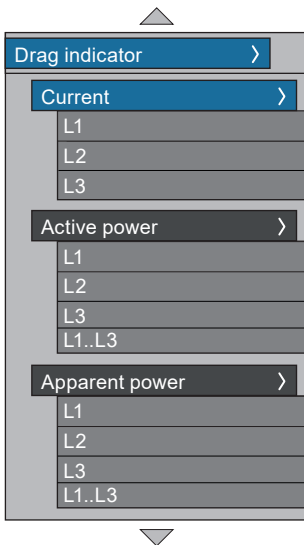 Drag indicator
Current
L1
L2
L3
Active power
L1
L2
L3
L1..L3
Apparent power
L1
L2
L3
L1..L3